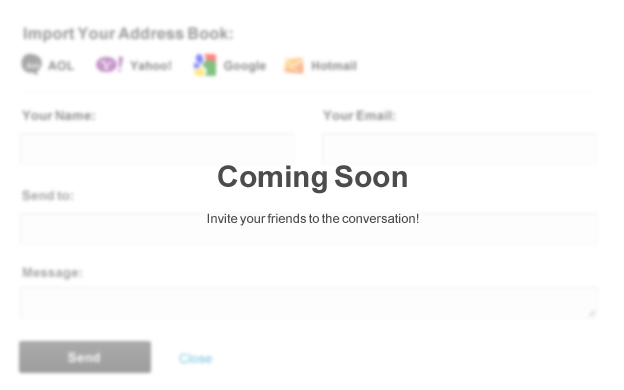 Import Your Address Book:
AOL Yahoo! Google Hotmail
Your Name: Your Email:
Coming Soon
Send to:
Invite your friends to the conversation!
Message:
Send Close